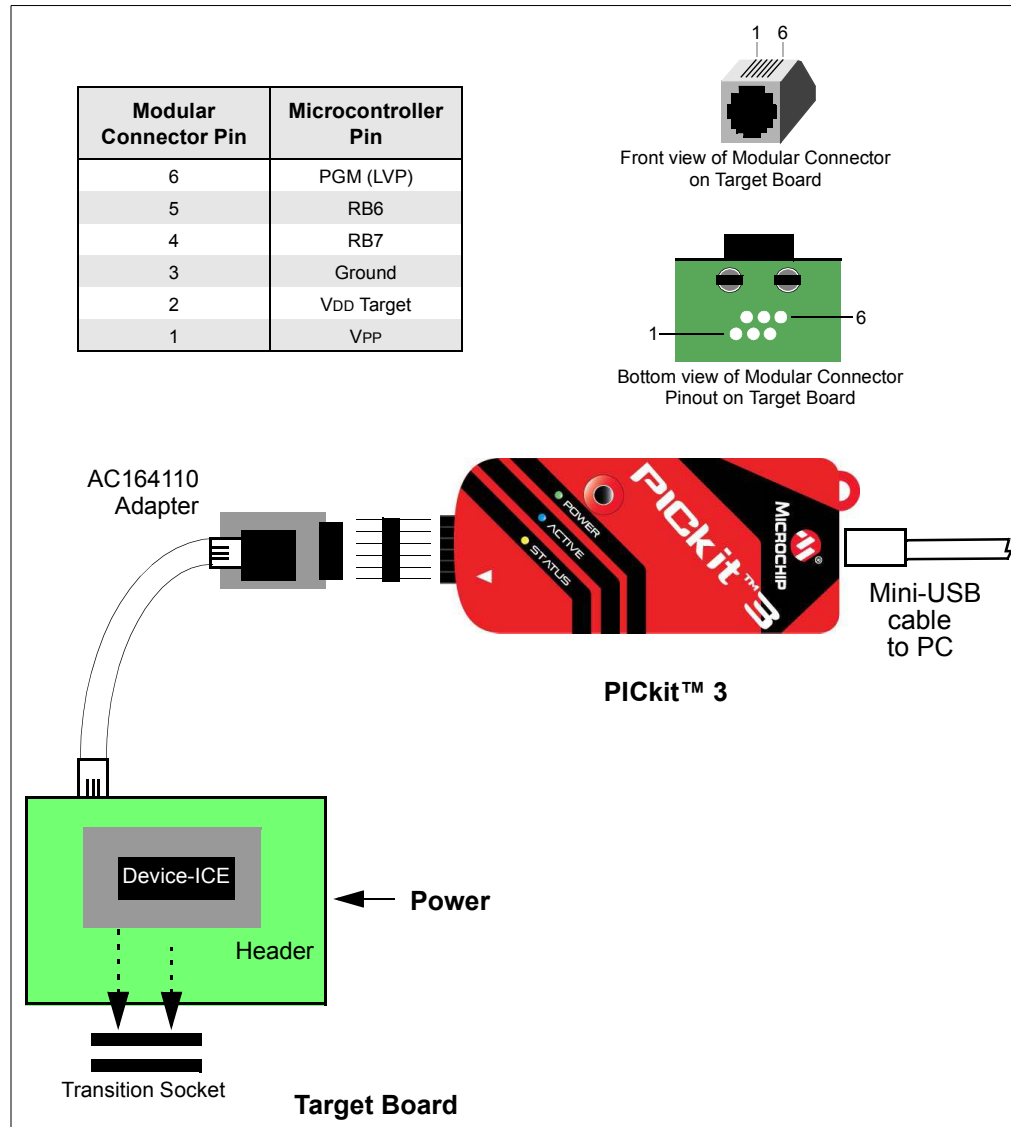 1 6
Modular Connector Pin | Microcontroller Pin
6 | PGM (LVP)
5 | RB6
4 | RB7
3 | Ground
2 | VDD Target
1 | VPP
Front view of Modular Connector
on Target Board
6
1
Bottom view of Modular Connector
Pinout on Target Board
AC164110
Adapter
POWER
ACTIVE
STATUS
PICkit™ 3
MICROCHIP
®
Mini-USB
cable
to PC
PICkit™ 3
Device-ICE
Power
Header
Transition Socket
Target Board